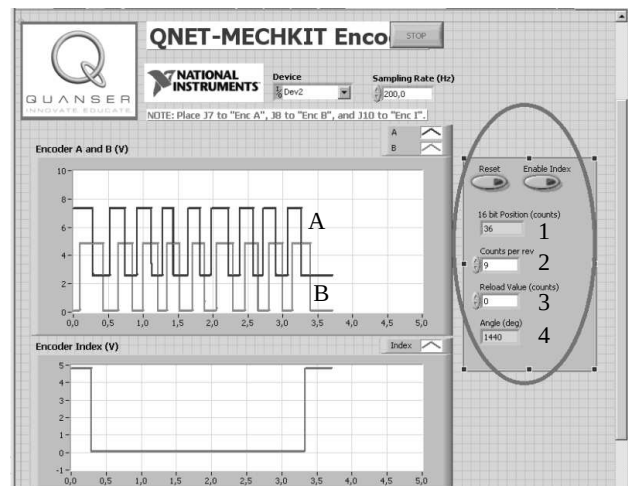 QNET-MECHKIT Enco
STOP
QUANSER
INNOVATE EDUCATE
NATIONAL
INSTRUMENTS
Device
Dev2
Sampling Rate (Hz)
200,0
NOTE: Place J7 to "Enc A", J8 to "Enc B", and J10 to "Enc I".
A
B
Encoder A and B (V)
10
8
6
4
2
0
0,0 0,5 1,0 1,5 2,0 2,5 3,0 3,5 4,0 4,5 5,0
A
B
Reset
Enable Index
16 bit Position (counts)
36
1
Counts per rev
9
2
Reload Value (counts)
0
3
Angle (deg)
1440
4
Encoder Index (V)
Index
5
4
3
2
1
0
-1
0,0 0,5 1,0 1,5 2,0 2,5 3,0 3,5 4,0 4,5 5,0